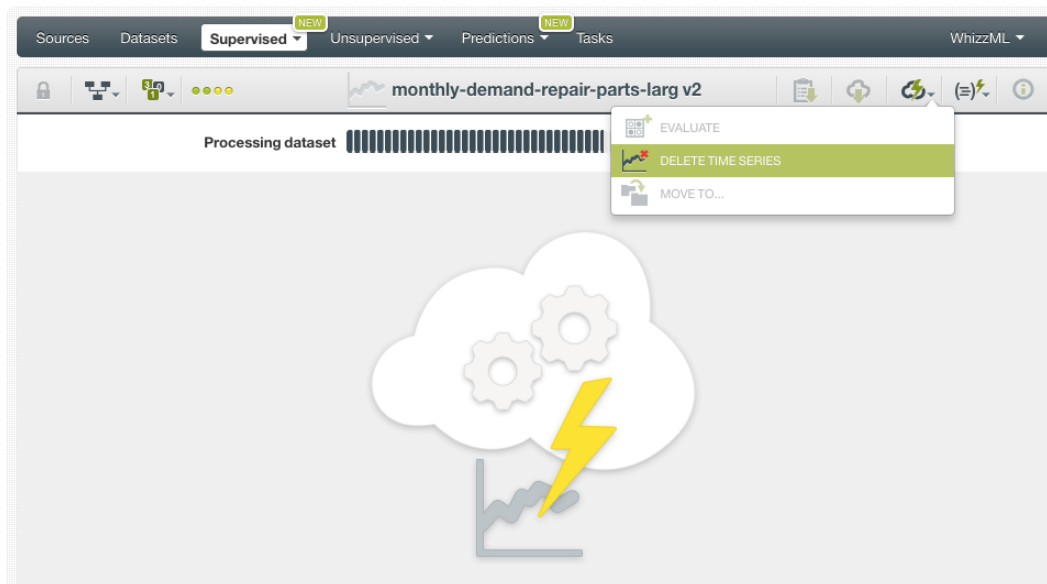 NEW NEW
Sources Datasets Supervised Unsupervised Predictions Tasks WhizzML
monthly-demand-repair-parts-larg v2
EVALUATE
Processing dataset
DELETE TIME SERIES
MOVE TO...